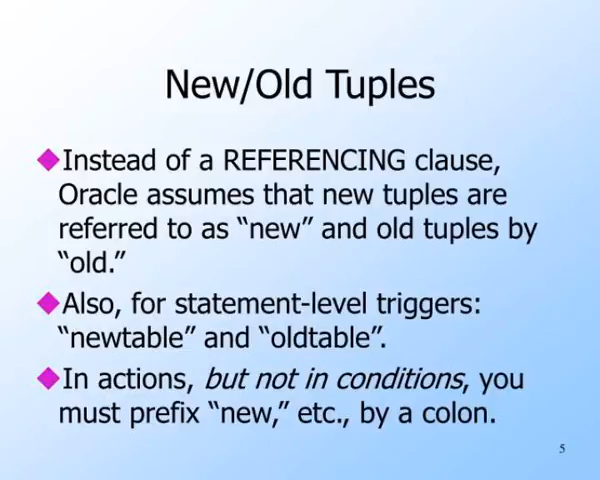 New/Old Tuples
Instead of a REFERENCING clause,
Oracle assumes that new tuples are
referred to as “new” and old tuples by
“old.”
Also, for statement-level triggers:
“newtable” and “oldtable”.
In actions, but not in conditions, you
must prefix “new,” etc., by a colon.
5